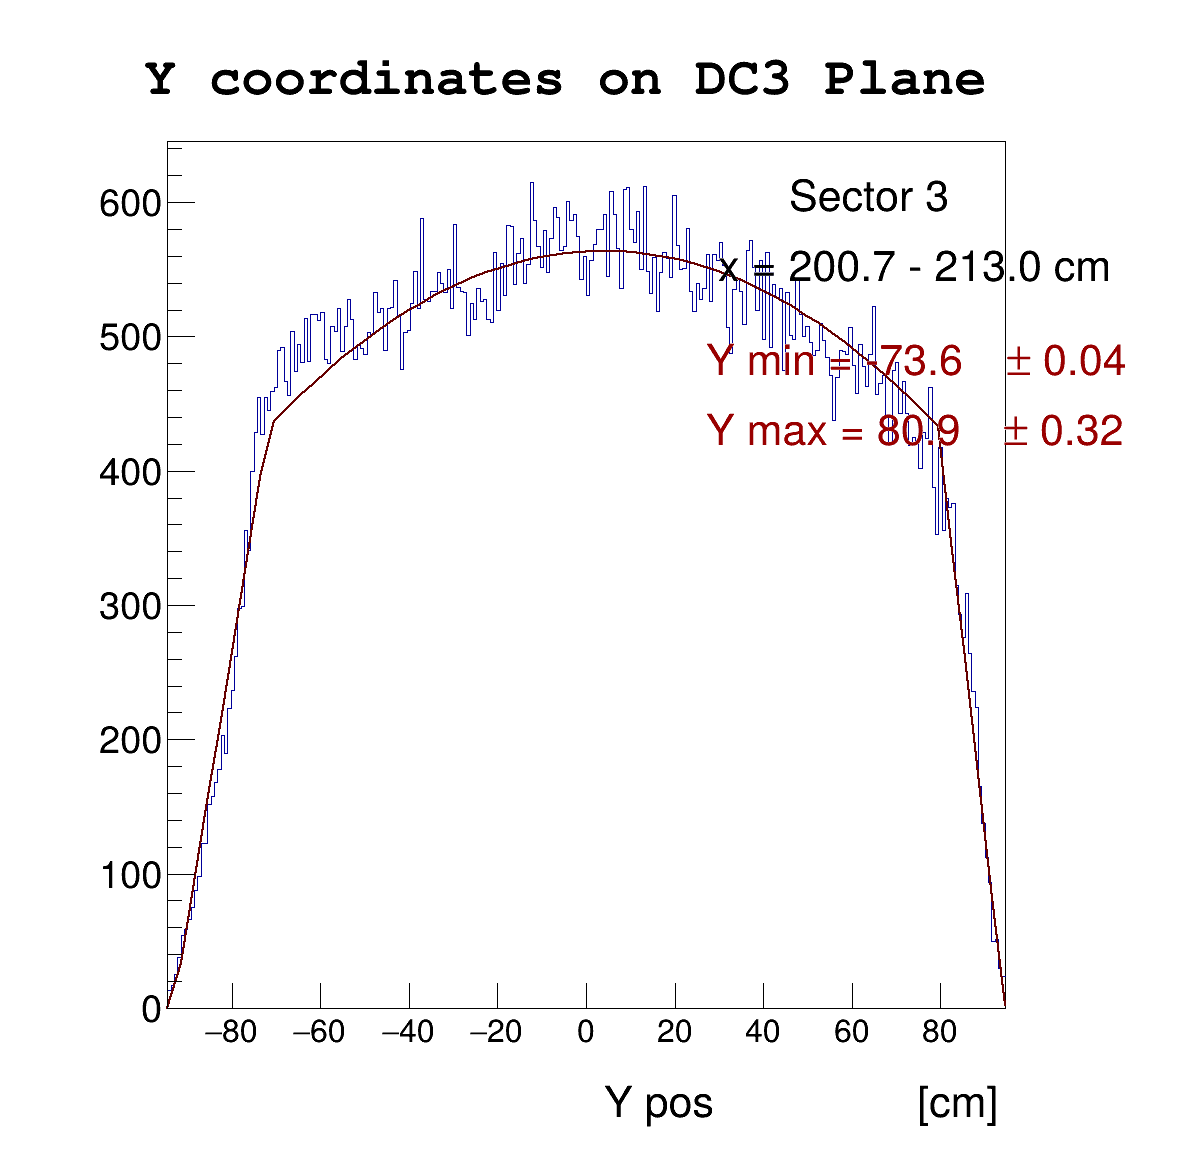 Y coordinates on DC3 Plane
Sector 3
x = 200.7 - 213.0 cm
Y min = -73.6 ± 0.04
Y max = 80.9 ± 0.32
600
500
400
300
200
100
0
−80 −60 −40 −20 0 20 40 60 80
Y pos [cm]